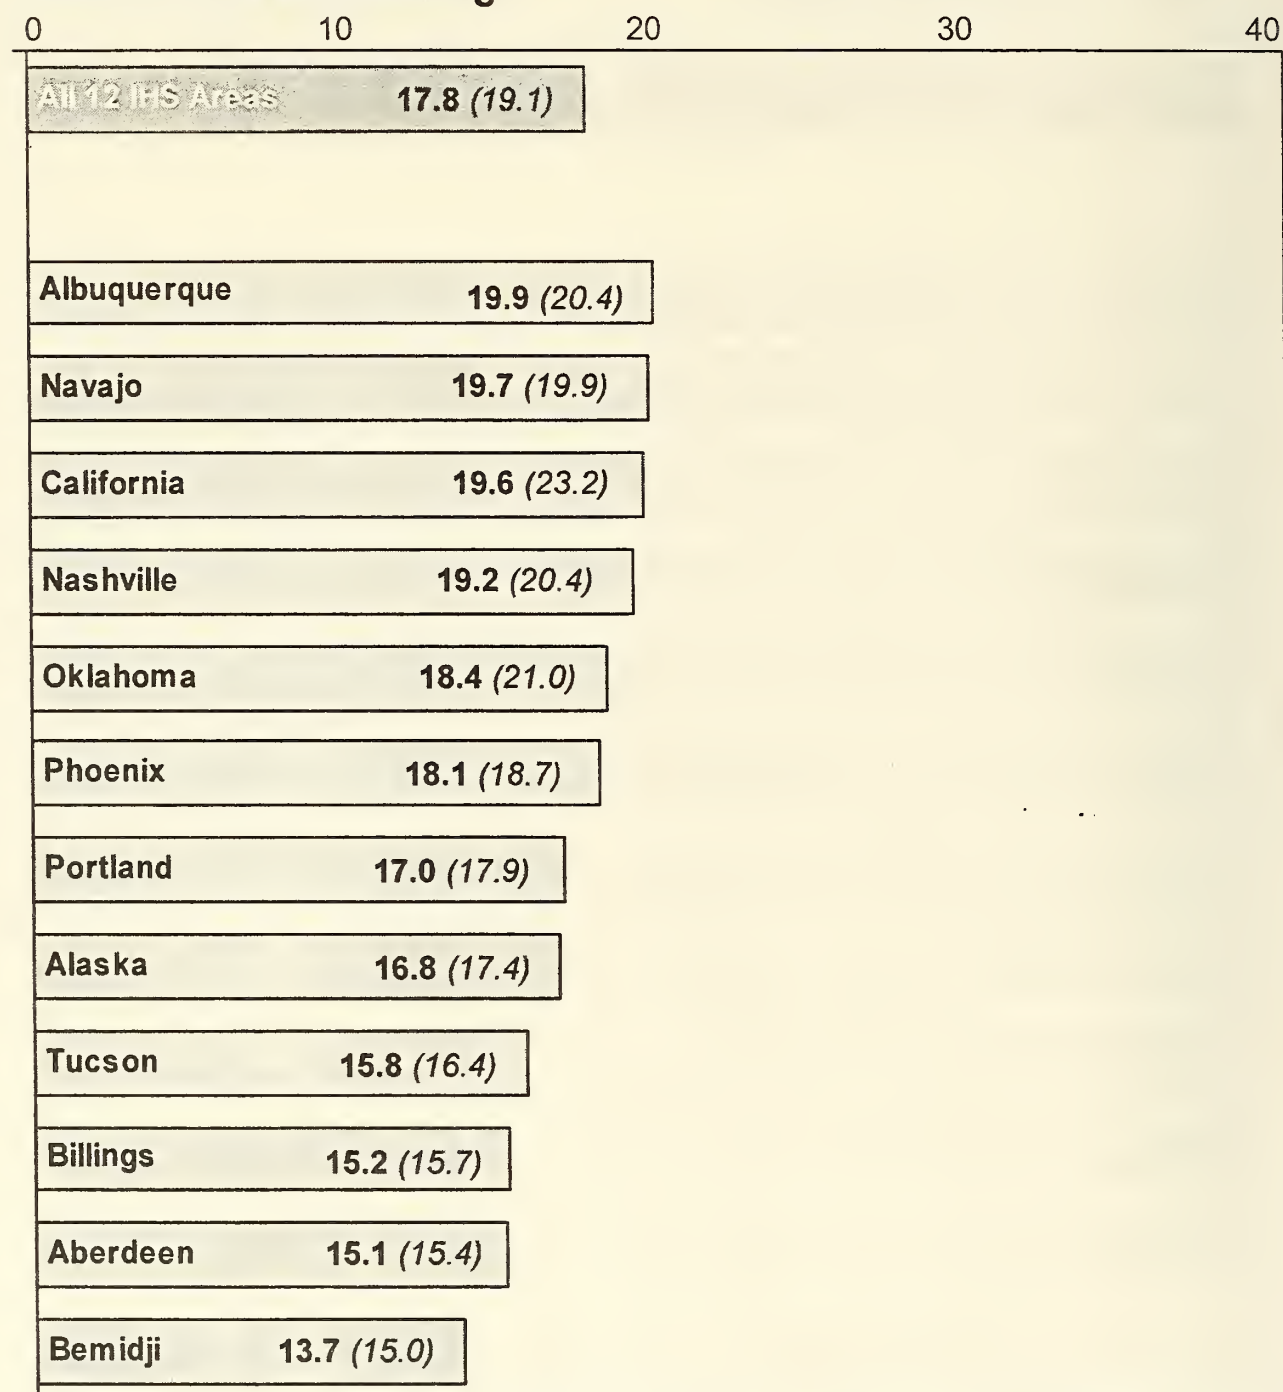 0 10 20 30 40
All 12 IHS Areas 17.8 (19.1)
Albuquerque 19.9 (20.4)
Navajo 19.7 (19.9)
California 19.6 (23.2)
Nashville 19.2 (20.4)
Oklahoma 18.4 (21.0)
Phoenix 18.1 (18.7)
Portland 17.0 (17.9)
Alaska 16.8 (17.4)
Tucson 15.8 (16.4)
Billings 15.2 (15.7)
Aberdeen 15.1 (15.4)
Bemidji 13.7 (15.0)